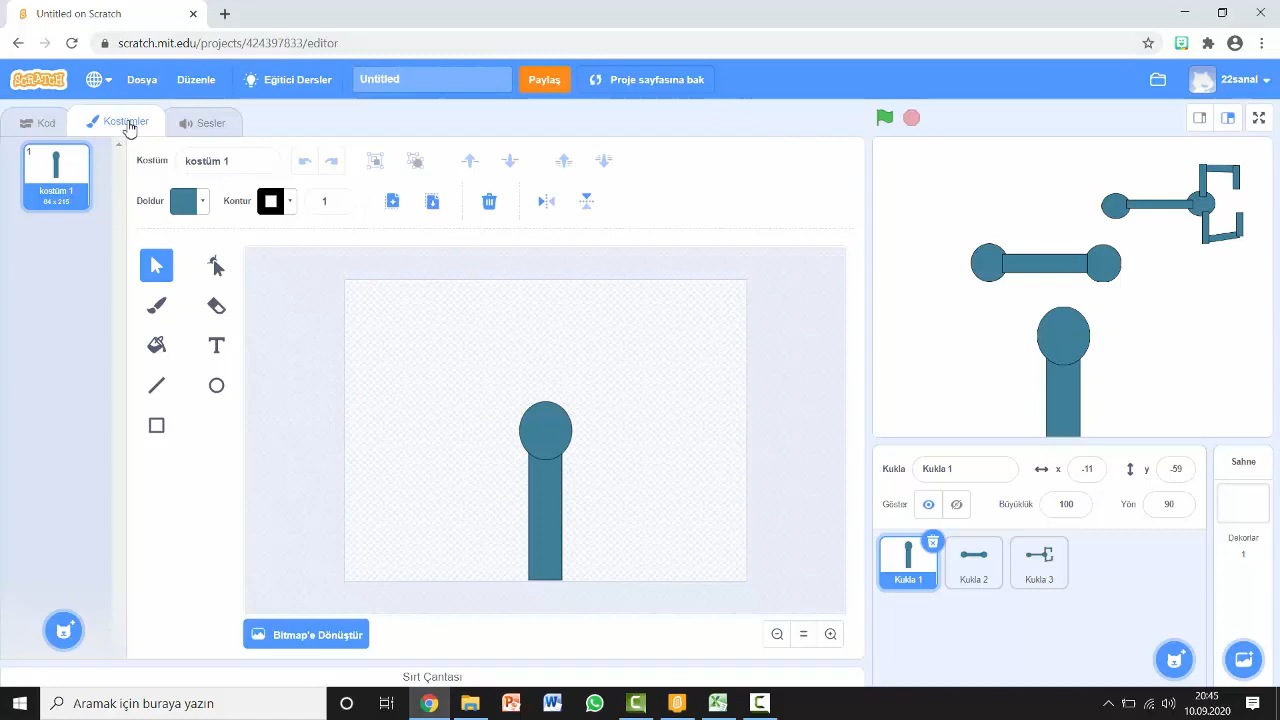 Untitled on Scratch
scratch.mit.edu/projects/424397833/editor
SCRATCH
Dosya
Düzenle
Eğitici Dersler
Untitled
Paylaş
Proje sayfasına bak
22sanal
Kod
Kostümler
Sesler
1
kostüm 1
64 x 215
Kostüm
kostüm 1
Doldur
Kontur
1
T
Bitmap'e Dönüştür
Sırt Çantası
Kukla
Kukla 1
x
-11
y
-59
Göster
Büyüklük
100
Yön
90
Kukla 1
Kukla 2
Kukla 3
Sahne
Dekorlar
1
Aramak için buraya yazın
20:45
10.09.2020